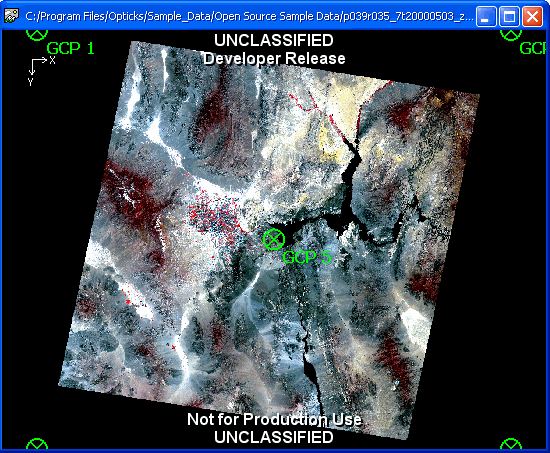 C:/Program Files/Opticks/Sample_Data/Open Source Sample Data/p039r035_7t20000503_z...
UNCLASSIFIED
GCP 1
GCP
Developer Release
X
Y
GCP 5
Not for Production Use
UNCLASSIFIED